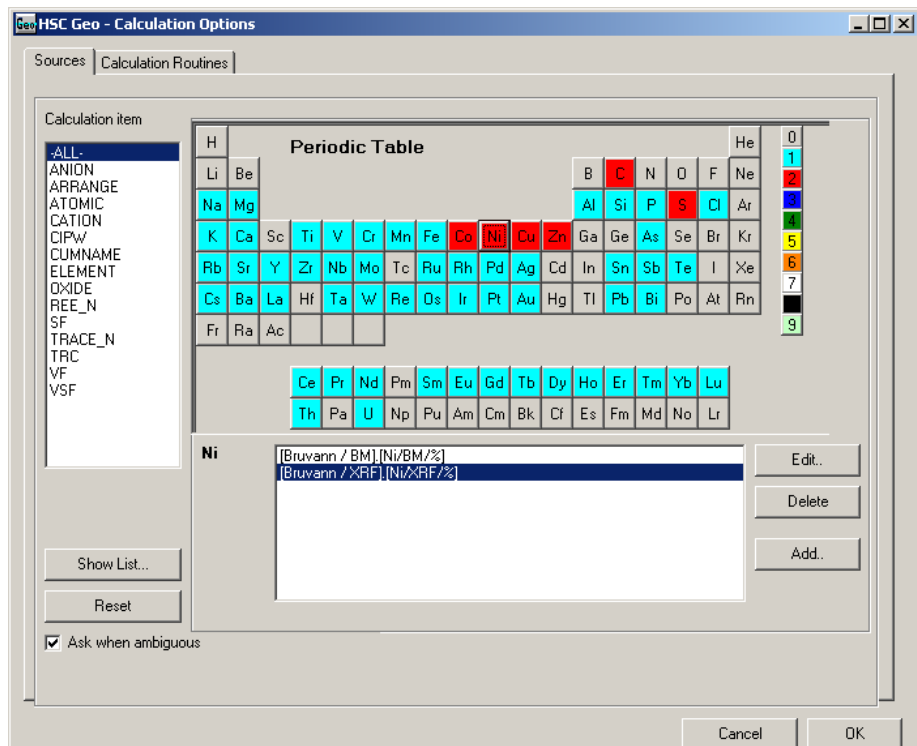 Geo HSC Geo - Calculation Options
Sources Calculation Routines
Calculation item
-ALL-
ANION
ARRANGE
ATOMIC
CATION
CIPW
CUMNAME
ELEMENT
OXIDE
REE_N
SF
TRACE_N
TRC
VF
VSF
Show List...
Reset
Ask when ambiguous
Periodic Table
H He
Li Be B C N O F Ne
Na Mg Al Si P S Cl Ar
K Ca Sc Ti V Cr Mn Fe Co Ni Cu Zn Ga Ge As Se Br Kr
Rb Sr Y Zr Nb Mo Tc Ru Rh Pd Ag Cd In Sn Sb Te I Xe
Cs Ba La Hf Ta W Re Os Ir Pt Au Hg Tl Pb Bi Po At Rn
Fr Ra Ac
Ce Pr Nd Pm Sm Eu Gd Tb Dy Ho Er Tm Yb Lu
Th Pa U Np Pu Am Cm Bk Cf Es Fm Md No Lr
0
1
2
3
4
5
6
7
9
Ni
[Bruvann / BM].[Ni/BM/%]
[Bruvann / XRF].[Ni/XRF/%]
Edit..
Delete
Add..
Cancel OK